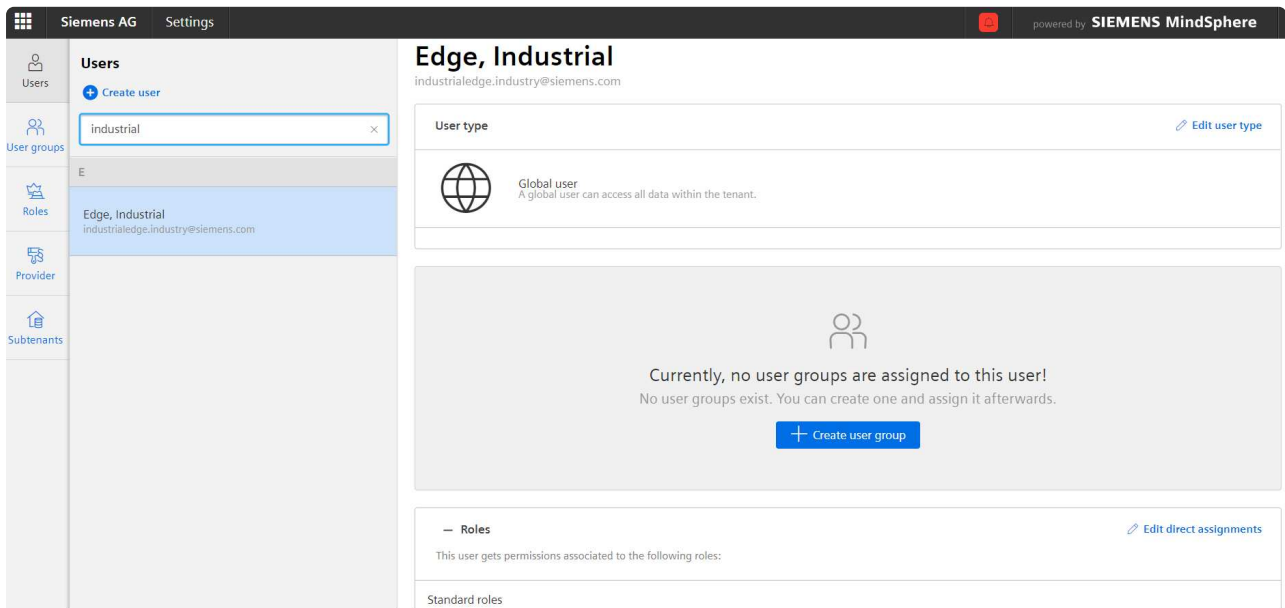 Siemens AG Settings powered by SIEMENS MindSphere
Users
User groups
Roles
Provider
Subtenants
Users
Create user
industrial
E
Edge, Industrial
industrialedge.industry@siemens.com
Edge, Industrial
industrialedge.industry@siemens.com
User type Edit user type
Global user
A global user can access all data within the tenant.
Currently, no user groups are assigned to this user!
No user groups exist. You can create one and assign it afterwards.
Create user group
Roles Edit direct assignments
This user gets permissions associated to the following roles:
Standard roles